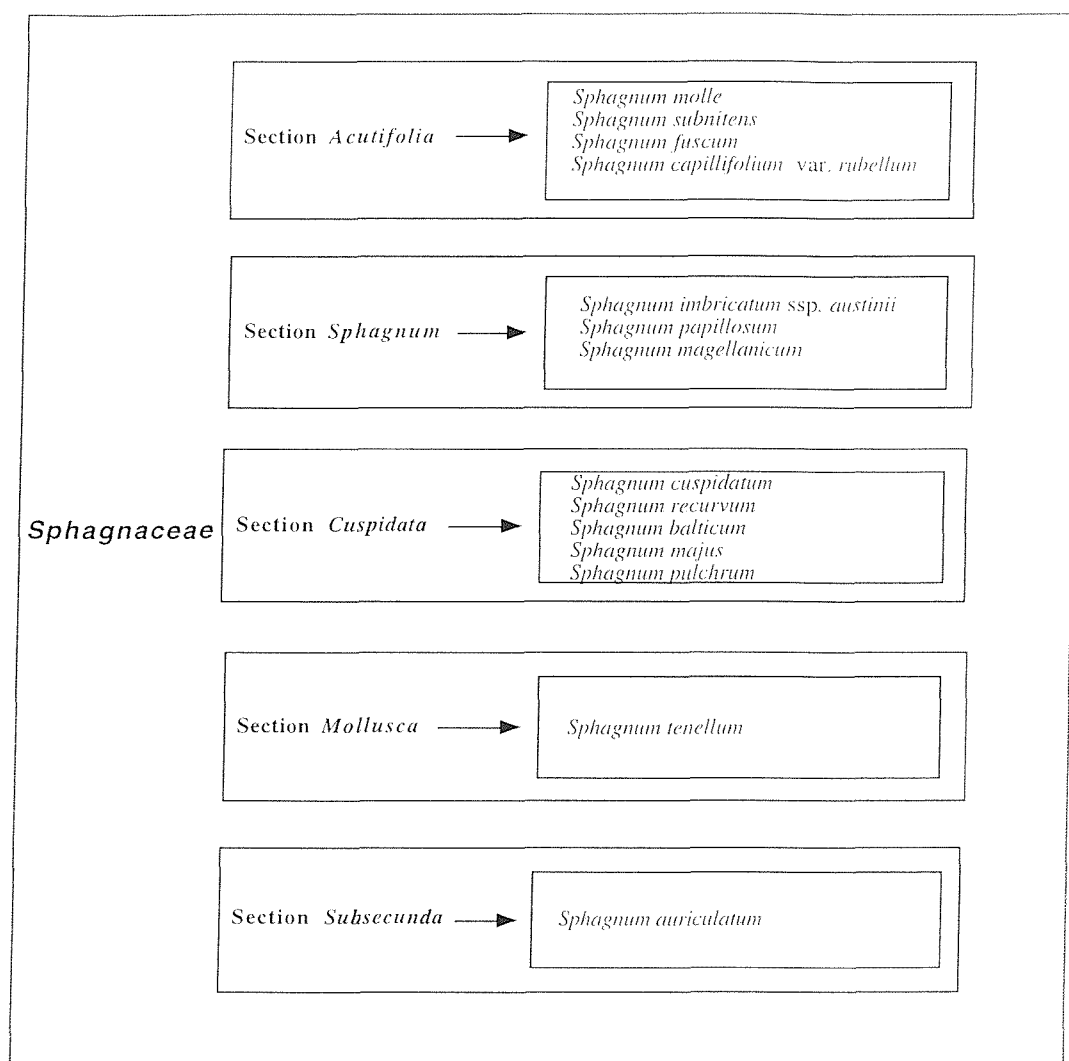 Section Acutifolia
Sphagnum molle
Sphagnum subnitens
Sphagnum fuscum
Sphagnum capillifolium var. rubellum
Section Sphagnum
Sphagnum imbricatum ssp. austinii
Sphagnum papillosum
Sphagnum magellanicum
Sphagnaceae
Section Cuspidata
Sphagnum cuspidatum
Sphagnum recurvum
Sphagnum balticum
Sphagnum majus
Sphagnum pulchrum
Section Mollusca
Sphagnum tenellum
Section Subsecunda
Sphagnum auriculatum